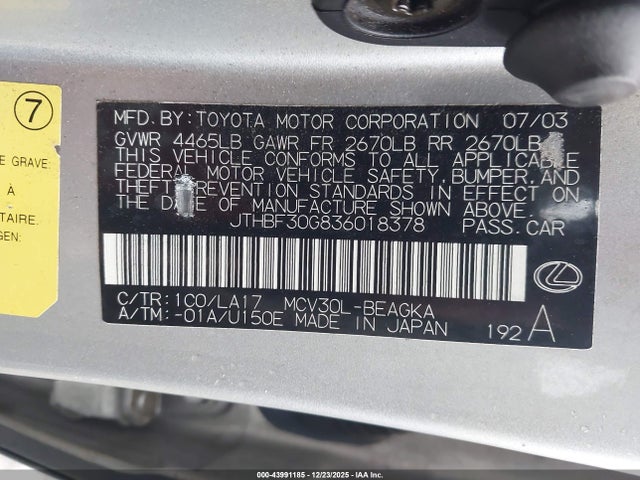 7
E GRAVE:
À
TAIRE.
GEN:
MFD. BY: TOYOTA MOTOR CORPORATION 07/03
GVWR 4465LB GAWR FR 2670LB RR 2670LB
THIS VEHICLE CONFORMS TO ALL APPLICABLE
FEDERAL MOTOR VEHICLE SAFETY, BUMPER, AND
THEFT PREVENTION STANDARDS IN EFFECT ON
THE DATE OF MANUFACTURE SHOWN ABOVE.
JTHBF30G836018378 PASS.CAR
C/TR: 1C0/LA17 MCV30L-BEAGKA
A/TM: -01A/U150E MADE IN JAPAN
192 A
000-43991185 - 12/23/2025 - IAA Inc.